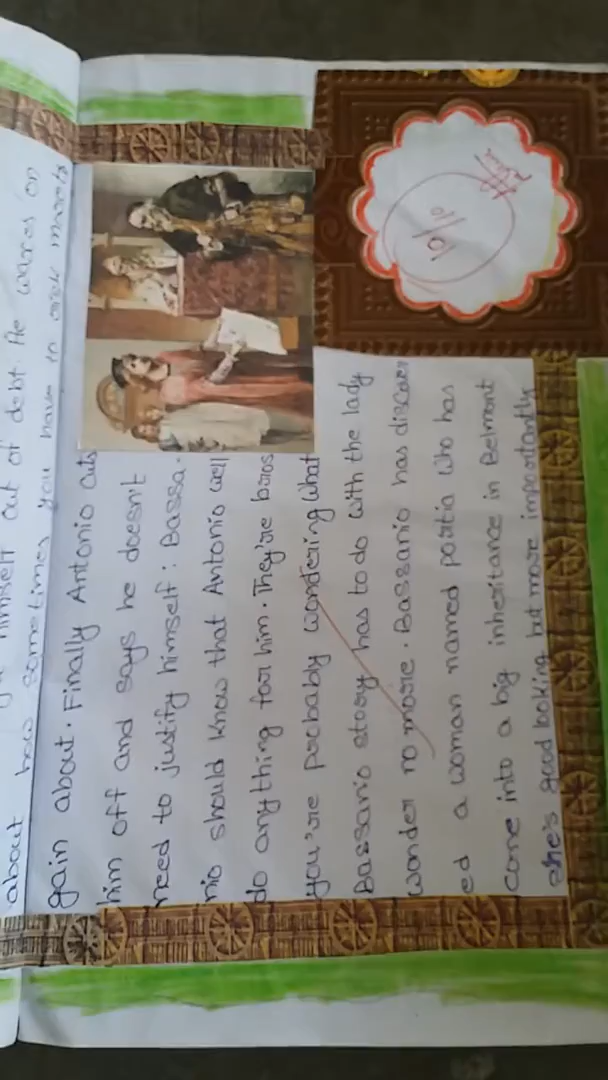 himself out of debt. He wanes on
about how sometimes you have to risk
gain about. Finally Antonio cuts
him off and says he doesn't
need to justify himself: Bassa-
nio should know that Antonio well
do anything for him. They're bros
you're probably wondering what
Bassanio story has to do with the lady
wonder no more. Bassanio has discover
ed a woman named portia who has
come into a big inheritance in Belmont
she's good looking but more importantly
10/10